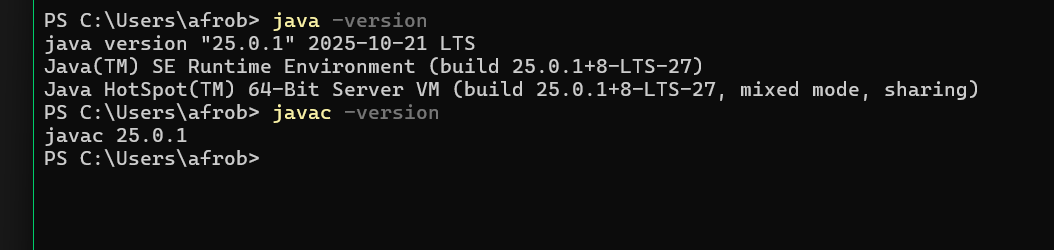 PS C:\Users\afrob> java -version
java version "25.0.1" 2025-10-21 LTS
Java(TM) SE Runtime Environment (build 25.0.1+8-LTS-27)
Java HotSpot(TM) 64-Bit Server VM (build 25.0.1+8-LTS-27, mixed mode, sharing)
PS C:\Users\afrob> javac -version
javac 25.0.1
PS C:\Users\afrob>